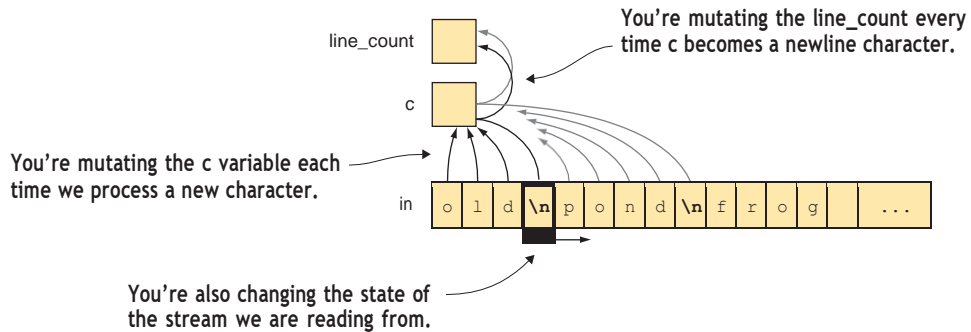 You're mutating the line_count every
time c becomes a newline character.
line_count
c
You're mutating the c variable each
time we process a new character.
in o l d \n p o n d \n f r o g ...
You're also changing the state of
the stream we are reading from.